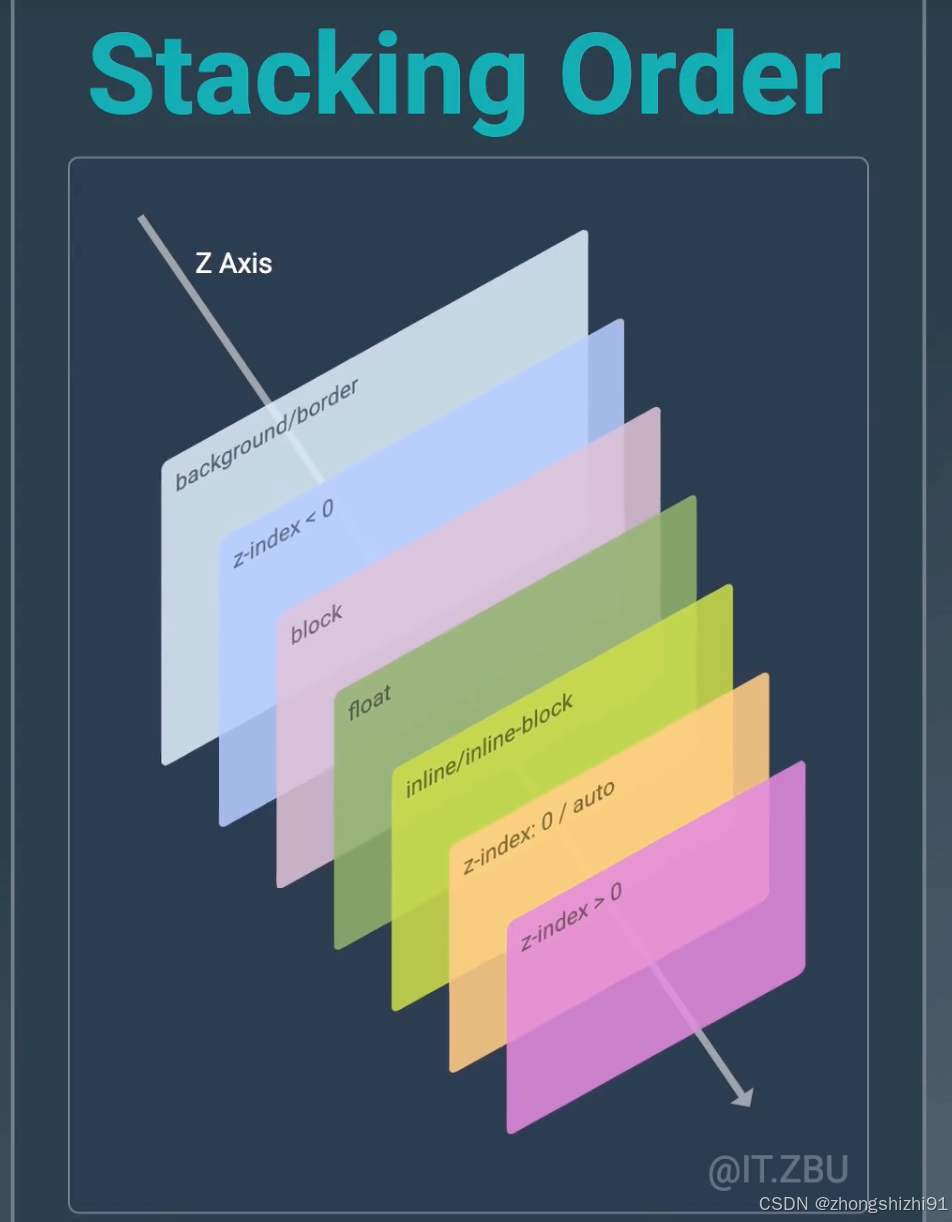 Stacking Order
Z Axis
background/border
z-index < 0
block
float
inline/inline-block
z-index: 0 / auto
z-index > 0
@IT.ZBU
CSDN @zhongshizhi91